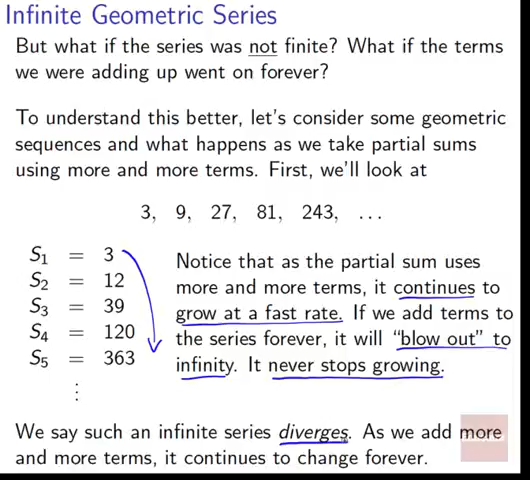 Infinite Geometric Series
But what if the series was not finite? What if the terms
we were adding up went on forever?
To understand this better, let's consider some geometric
sequences and what happens as we take partial sums
using more and more terms. First, we'll look at
3, 9, 27, 81, 243, ...
S₁ = 3
S₂ = 12
S₃ = 39
S₄ = 120
S₅ = 363
⋮
Notice that as the partial sum uses
more and more terms, it continues to
grow at a fast rate. If we add terms to
the series forever, it will "blow out" to
infinity. It never stops growing.
We say such an infinite series diverges. As we add more
and more terms, it continues to change forever.